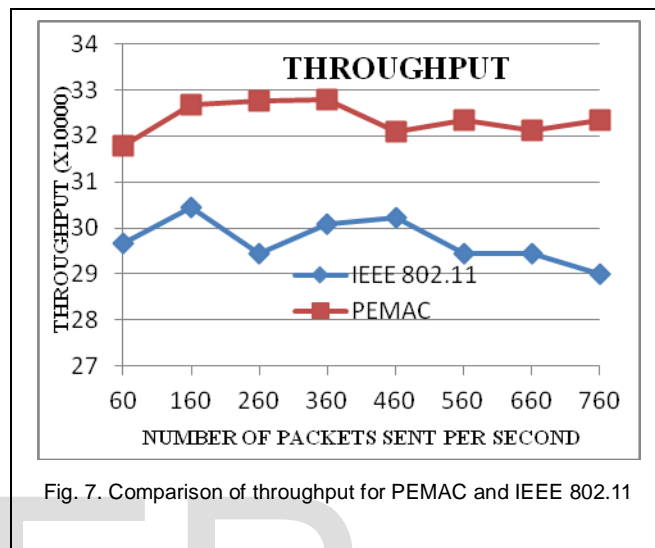 THROUGHPUT
THROUGHPUT (X10000)
34
33
32
31
30
29
28
27
IEEE 802.11
PEMAC
60 160 260 360 460 560 660 760
NUMBER OF PACKETS SENT PER SECOND
Fig. 7. Comparison of throughput for PEMAC and IEEE 802.11